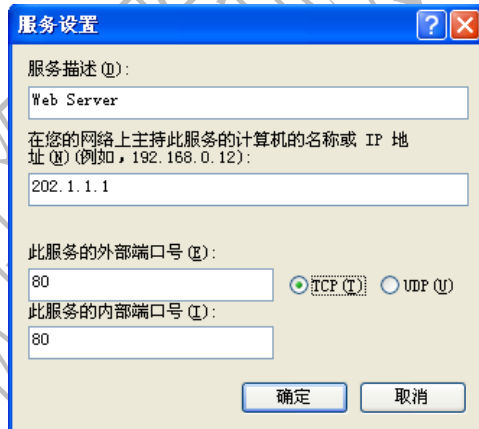 服务设置
服务描述(D):
Web Server
在您的网络上主持此服务的计算机的名称或 IP 地
址(N)(例如，192.168.0.12):
202.1.1.1
此服务的外部端口号(E):
80
TCP(T) UDP(U)
此服务的内部端口号(I):
80
确定 取消